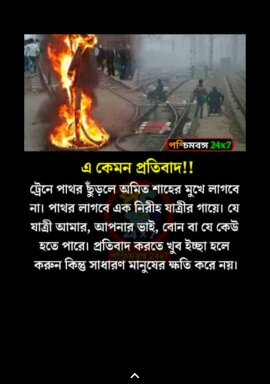 পশ্চিমবঙ্গ 24x7
এ কেমন প্রতিবাদ!!
ট্রেনে পাথর ছুঁড়লে অমিত শাহের মুখে লাগবে
না। পাথর লাগবে এক নিরীহ যাত্রীর গায়ে। যে
যাত্রী আমার, আপনার ভাই, বোন বা যে কেউ
হতে পারে। প্রতিবাদ করতে খুব ইচ্ছা হলে
করুন কিন্তু সাধারণ মানুষের ক্ষতি করে নয়।